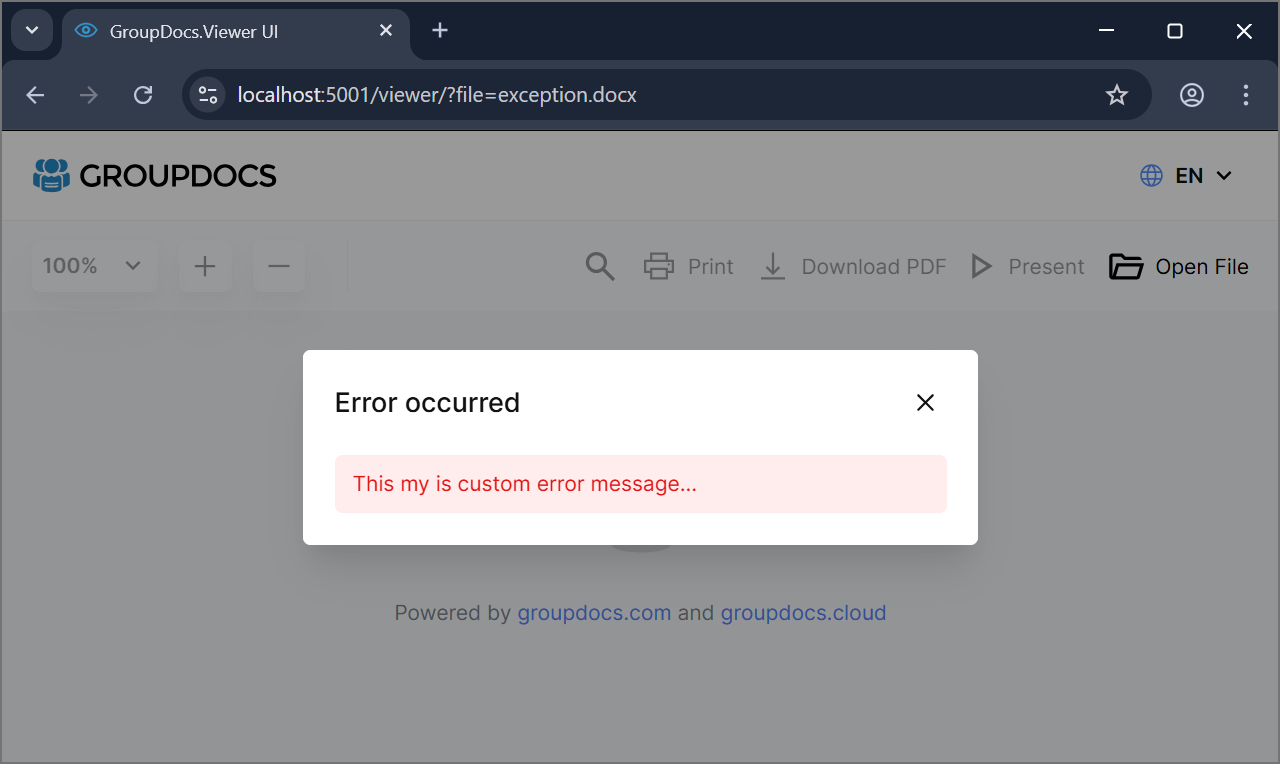 GroupDocs.Viewer UI
localhost:5001/viewer/?file=exception.docx
GROUPDOCS
EN
100%
Print
Download PDF
Present
Open File
Error occurred
This my is custom error message...
Powered by groupdocs.com and groupdocs.cloud